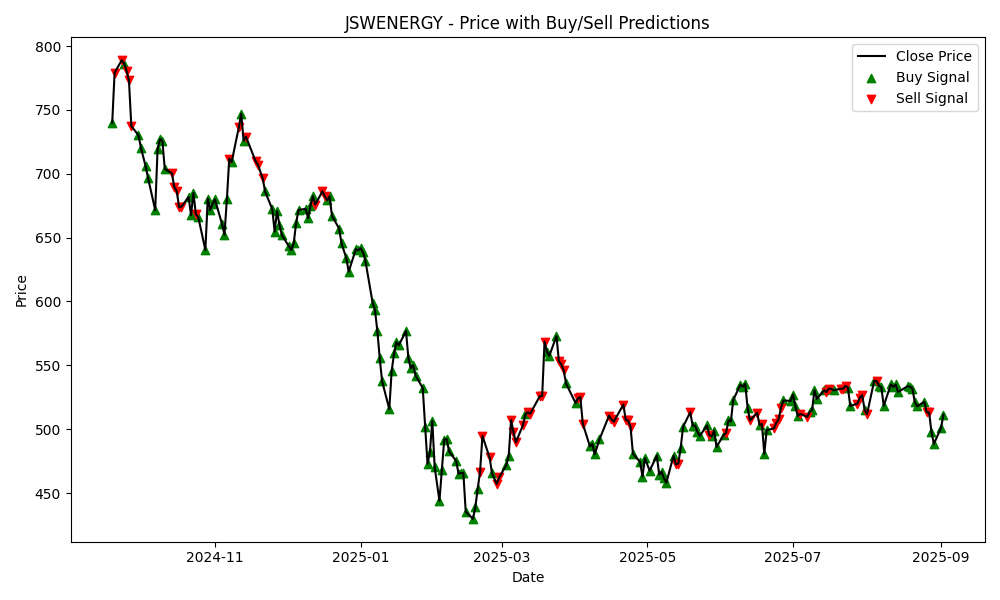 JSWENERGY - Price with Buy/Sell Predictions
Close Price
Buy Signal
Sell Signal
800
750
700
650
600
550
500
450
Price
2024-11
2025-01
2025-03
2025-05
2025-07
2025-09
Date